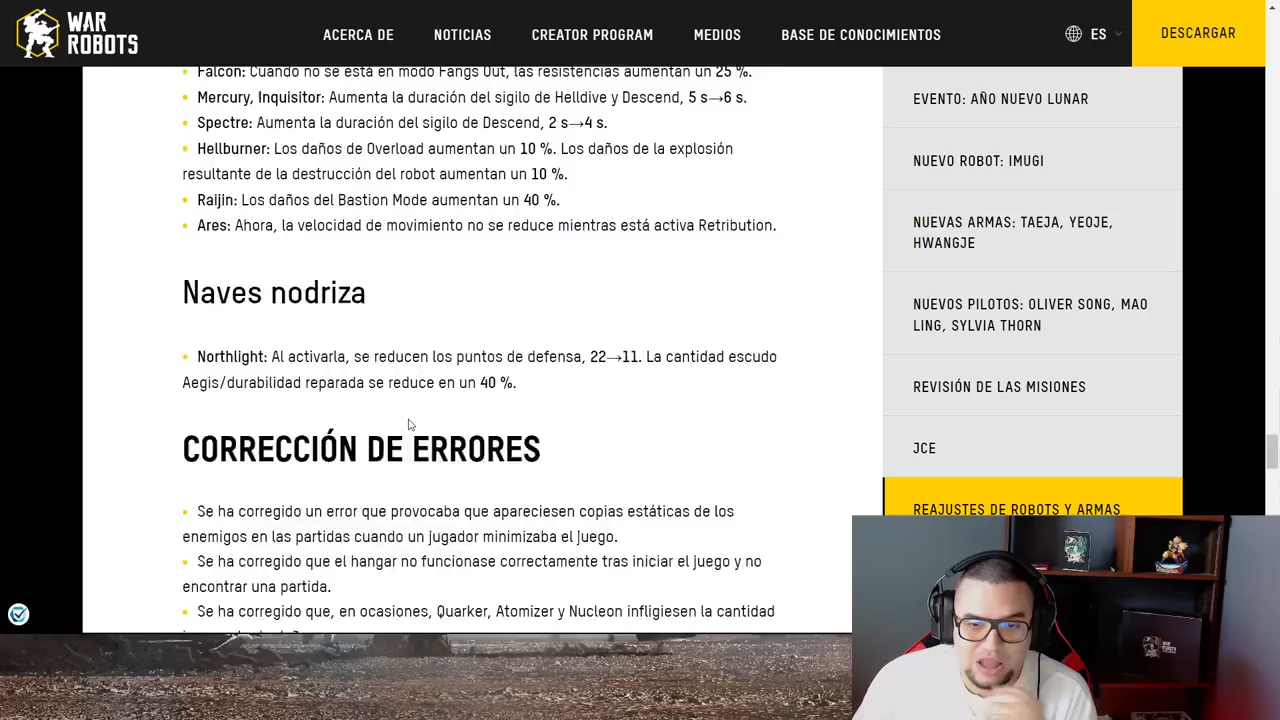 WAR
ROBOTS
ACERCA DE
NOTICIAS
CREATOR PROGRAM
MEDIOS
BASE DE CONOCIMIENTOS
ES
DESCARGAR
Falcon: Cuando no se está en modo Fangs Out, las resistencias aumentan un 25 %.
Mercury, Inquisitor: Aumenta la duración del sigilo de Helldive y Descend, 5 s→6 s.
Spectre: Aumenta la duración del sigilo de Descend, 2 s→4 s.
Hellburner: Los daños de Overload aumentan un 10 %. Los daños de la explosión
resultante de la destrucción del robot aumentan un 10 %.
Raijin: Los daños del Bastion Mode aumentan un 40 %.
Ares: Ahora, la velocidad de movimiento no se reduce mientras está activa Retribution.
Naves nodriza
Northlight: Al activarla, se reducen los puntos de defensa, 22→11. La cantidad escudo
Aegis/durabilidad reparada se reduce en un 40 %.
CORRECCIÓN DE ERRORES
Se ha corregido un error que provocaba que apareciesen copias estáticas de los
enemigos en las partidas cuando un jugador minimizaba el juego.
Se ha corregido que el hangar no funcionase correctamente tras iniciar el juego y no
encontrar una partida.
Se ha corregido que, en ocasiones, Quarker, Atomizer y Nucleon infligiesen la cantidad
EVENTO: AÑO NUEVO LUNAR
NUEVO ROBOT: IMUGI
NUEVAS ARMAS: TAEJA, YEOJE,
HWANGJE
NUEVOS PILOTOS: OLIVER SONG, MAO
LING, SYLVIA THORN
REVISIÓN DE LAS MISIONES
JCE
REAJUSTES DE ROBOTS Y ARMAS